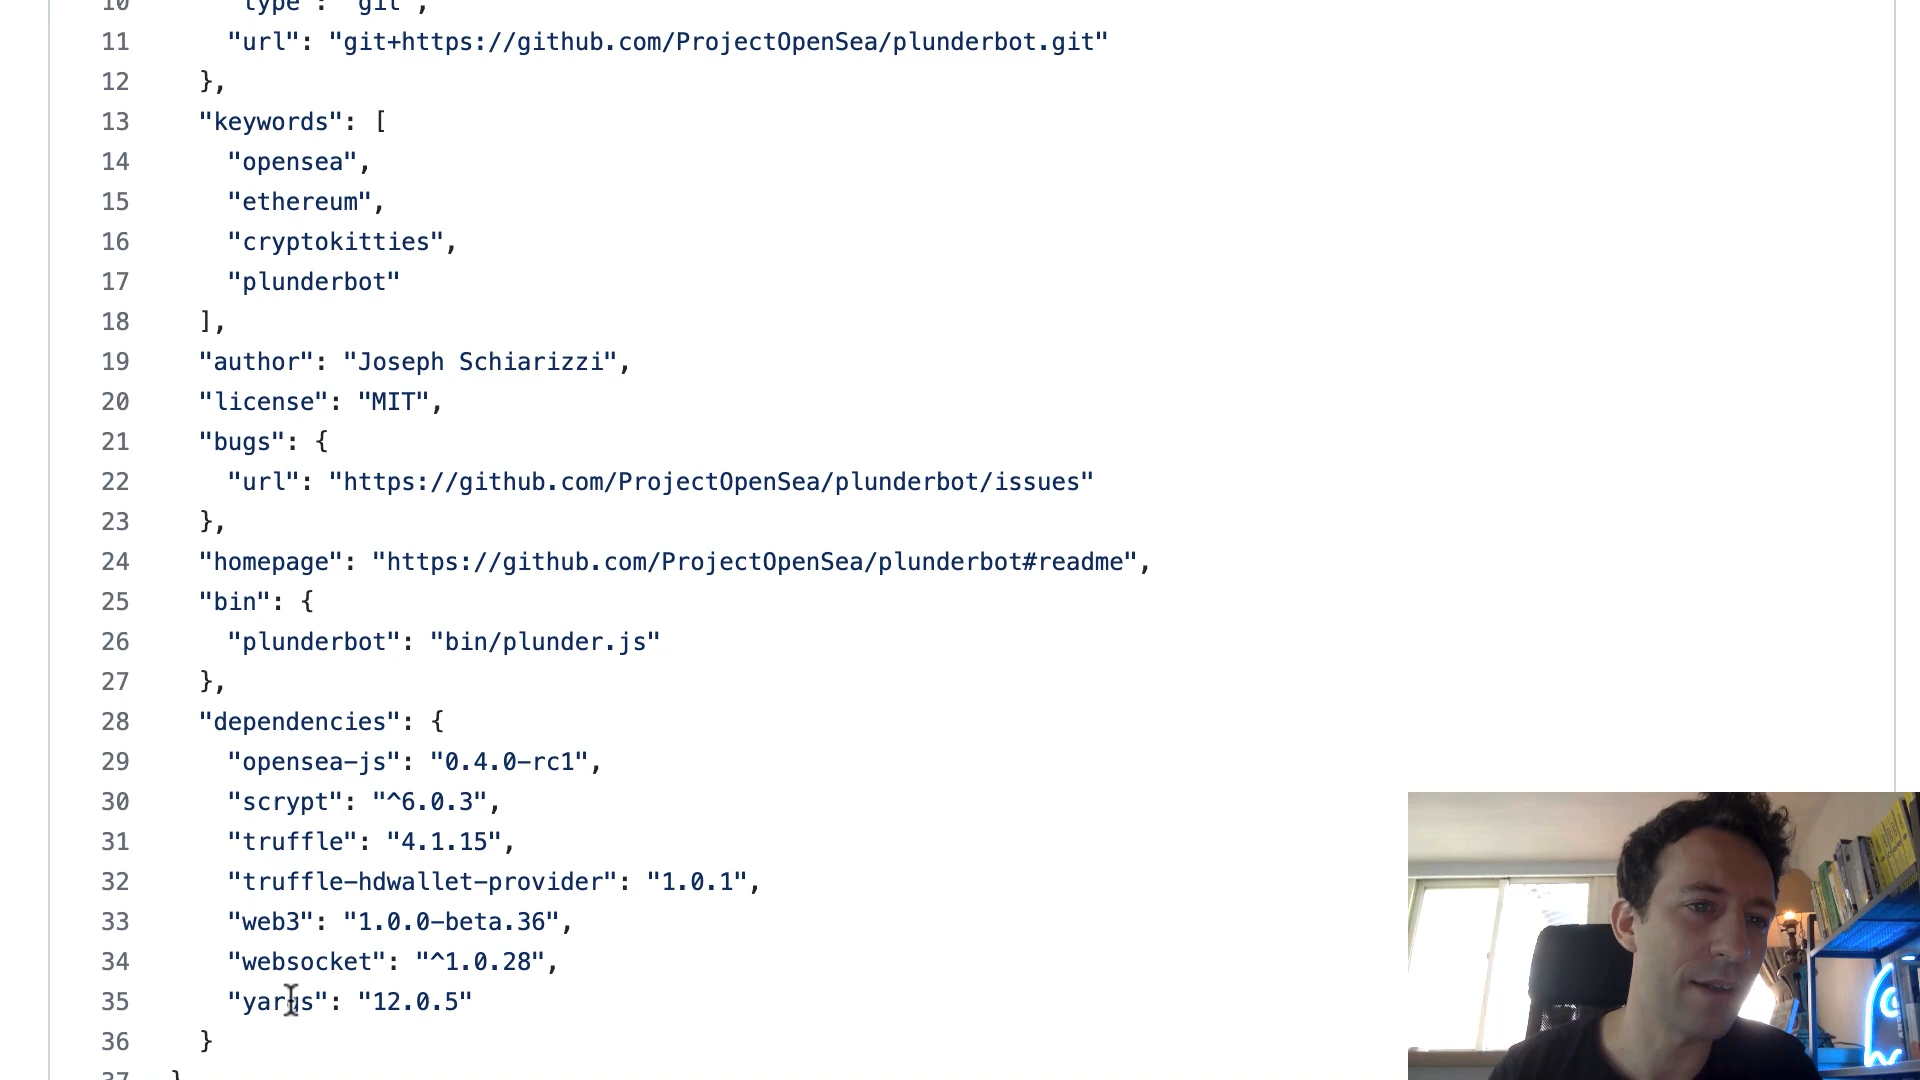 10 "type": "git",
11 "url": "git+https://github.com/ProjectOpenSea/plunderbot.git"
12 },
13 "keywords": [
14 "opensea",
15 "ethereum",
16 "cryptokitties",
17 "plunderbot"
18 ],
19 "author": "Joseph Schiarizzi",
20 "license": "MIT",
21 "bugs": {
22 "url": "https://github.com/ProjectOpenSea/plunderbot/issues"
23 },
24 "homepage": "https://github.com/ProjectOpenSea/plunderbot#readme",
25 "bin": {
26 "plunderbot": "bin/plunder.js"
27 },
28 "dependencies": {
29 "opensea-js": "0.4.0-rc1",
30 "scrypt": "^6.0.3",
31 "truffle": "4.1.15",
32 "truffle-hdwallet-provider": "1.0.1",
33 "web3": "1.0.0-beta.36",
34 "websocket": "^1.0.28",
35 "yargs": "12.0.5"
36 }
37 }